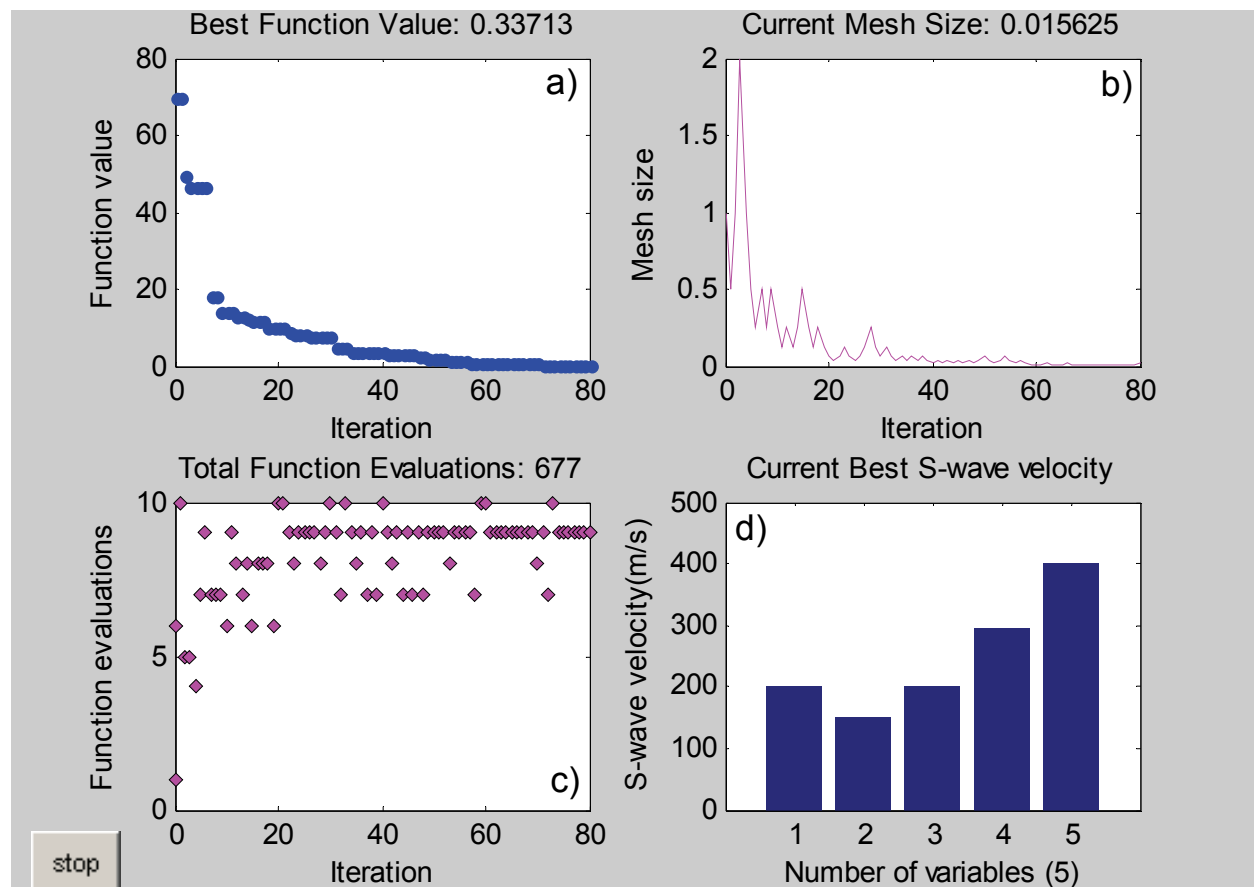 Best Function Value: 0.33713
a)
80
60
40
20
0
Function value
0 20 40 60 80
Iteration
Current Mesh Size: 0.015625
b)
2
1.5
1
0.5
0
Mesh size
0 20 40 60 80
Iteration
Total Function Evaluations: 677
c)
10
5
0
Function evaluations
0 20 40 60 80
Iteration
Current Best S-wave velocity
d)
500
400
300
200
100
0
S-wave velocity(m/s)
1 2 3 4 5
Number of variables (5)
stop